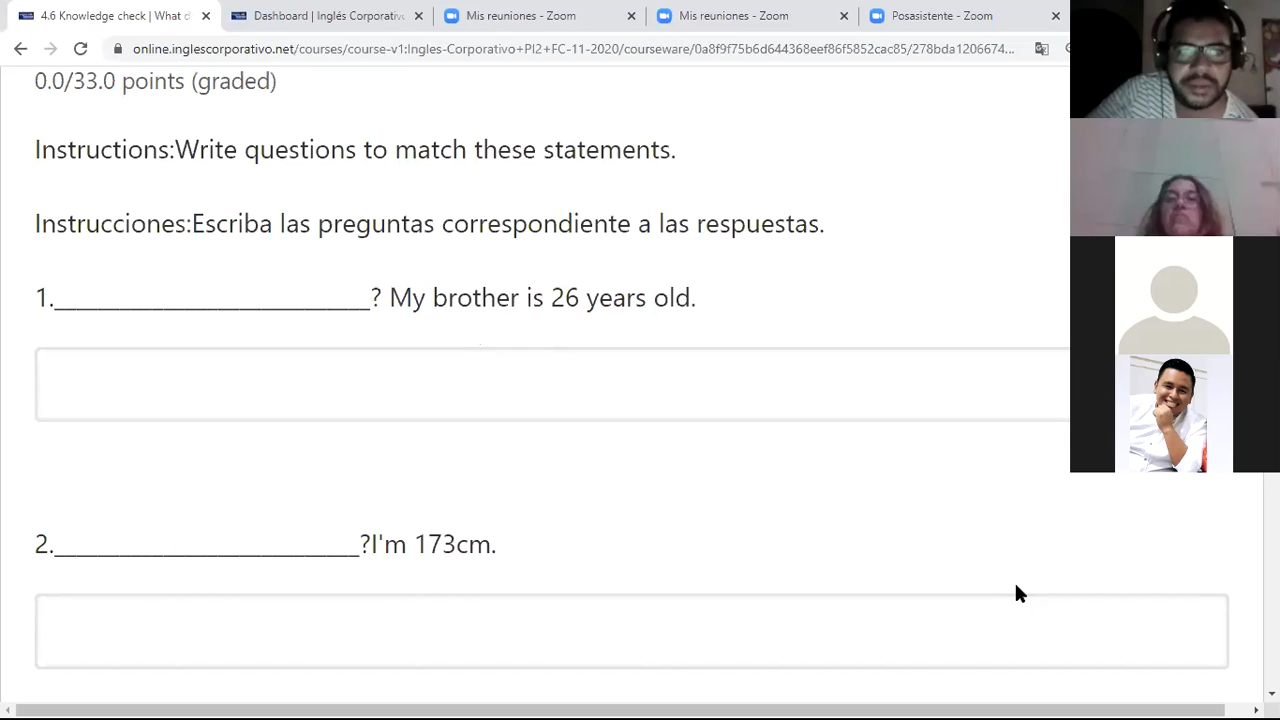 4.6 Knowledge check | What d
Dashboard | Inglés Corporativo
Mis reuniones - Zoom
Mis reuniones - Zoom
Posasistente - Zoom
online.inglescorporativo.net/courses/course-v1:Ingles-Corporativo+PI2+FC-11-2020/courseware/0a8f9f75b6d644368eef86f5852cac85/278bda1206674...
0.0/33.0 points (graded)
Instructions:Write questions to match these statements.
Instrucciones:Escriba las preguntas correspondiente a las respuestas.
1.________________________? My brother is 26 years old.
2._______________________?I'm 173cm.